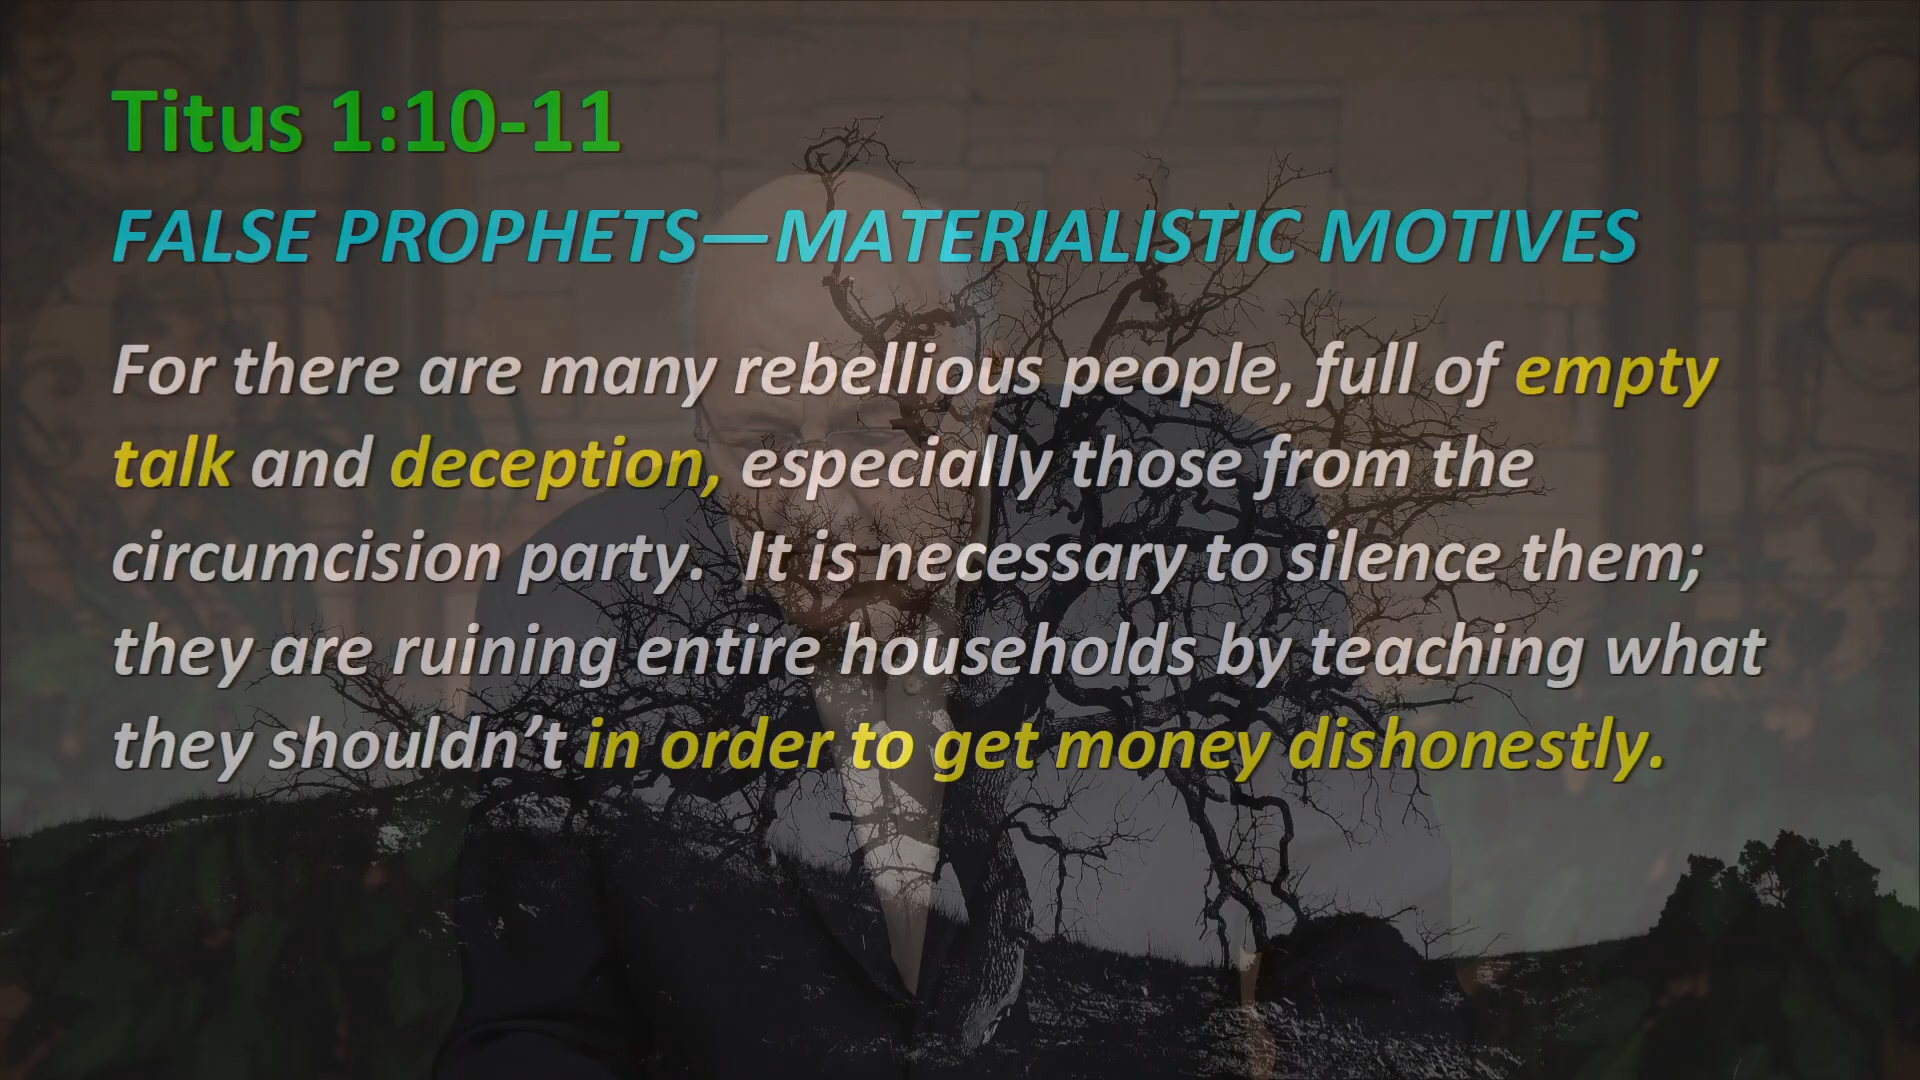 Titus 1:10-11
FALSE PROPHETS—MATERIALISTIC MOTIVES
For there are many rebellious people, full of empty
talk and deception, especially those from the
circumcision party.  It is necessary to silence them;
they are ruining entire households by teaching what
they shouldn’t in order to get money dishonestly.